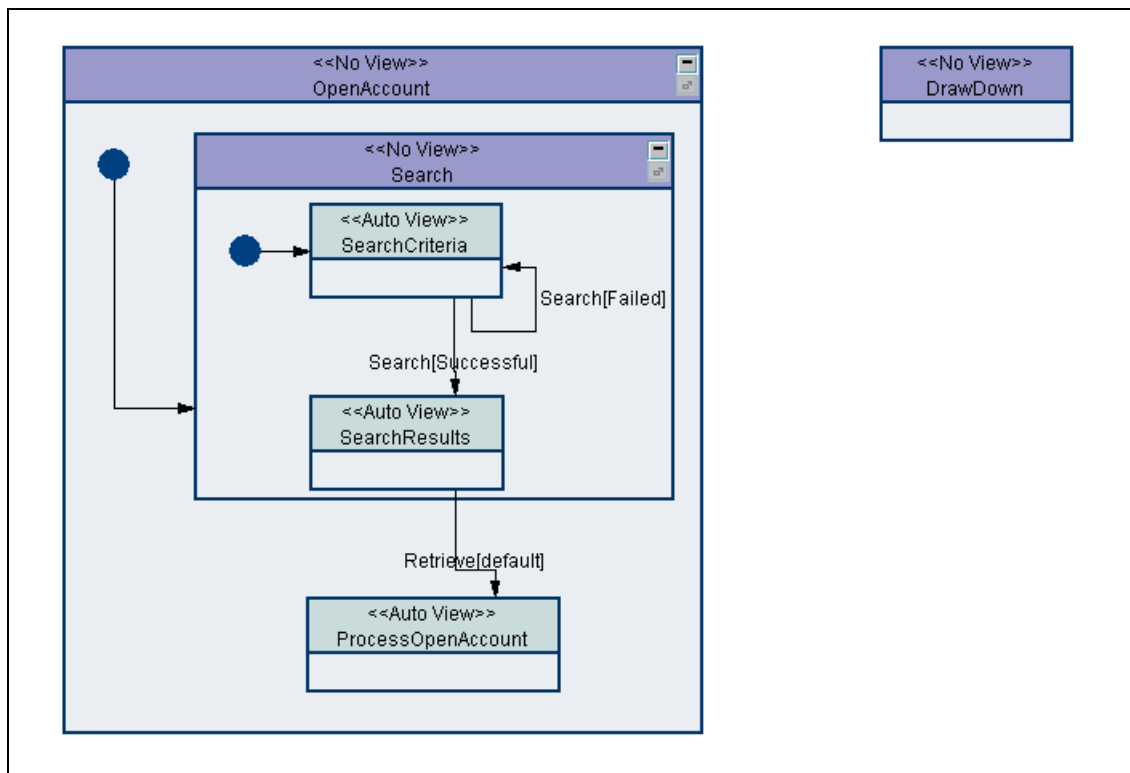 <<No View>>
OpenAccount
<<No View>>
DrawDown
<<No View>>
Search
<<Auto View>>
SearchCriteria
Search[Failed]
Search[Successful]
<<Auto View>>
SearchResults
Retrieve[default]
<<Auto View>>
ProcessOpenAccount